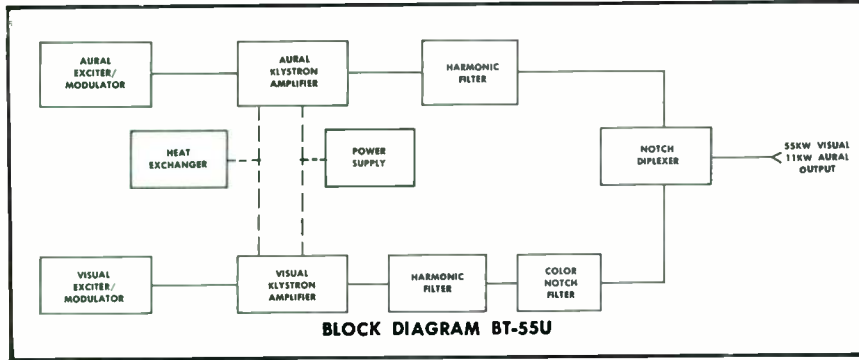 AURAL
EXCITER/
MODULATOR
AURAL
KLYSTRON
AMPLIFIER
HARMONIC
FILTER
HEAT
EXCHANGER
POWER
SUPPLY
NOTCH
DIPLEXER
55KW VISUAL
11KW AURAL
OUTPUT
VISUAL
EXCITER/
MODULATOR
VISUAL
KLYSTRON
AMPLIFIER
HARMONIC
FILTER
COLOR
NOTCH
FILTER
BLOCK DIAGRAM BT-55U